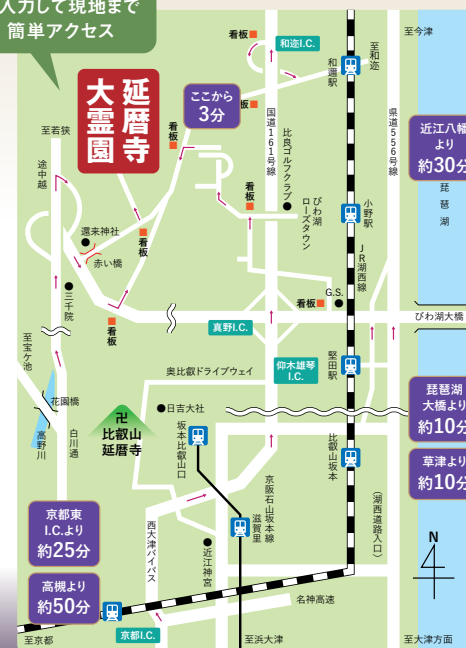 入力して現地まで
簡単アクセス
延暦寺
大霊園
ここから
3分
看板
看板
看板
看板
看板
看板
看板
和迩I.C.
至和迩
和邇駅
至今津
国道161号線
県道556号線
近江八幡
より
約30分
琵琶湖
比良ゴルフクラブ
びわ湖
ローズタウン
小野駅
JR湖西線
至若狭
途中越
還来神社
赤い橋
三千院
G.S.
真野I.C.
びわ湖大橋
仰木雄琴
I.C.
堅田駅
奥比叡ドライブウェイ
至宝ケ池
花園橋
高野川
白川通
卍
比叡山
延暦寺
日吉大社
坂本比叡山口
比叡山坂本
琵琶湖
大橋より
約10分
草津より
約10分
京都東
I.C.より
約25分
高槻より
約50分
西大津バイパス
近江神宮
京阪石山坂本線
滋賀里
(湖西道路入口)
名神高速
N
至京都
京都I.C.
至浜大津
至大津方面